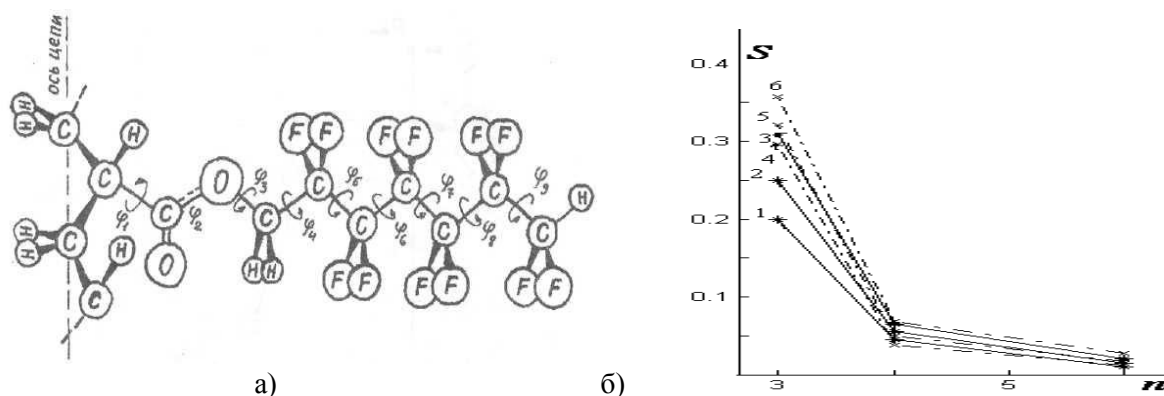 ось цепи
F F F F F F
H H C H
C O φ3 C φ5 C φ7 C φ9 H
φ1 C φ2 C φ4 C φ6 C φ8 C
H H C H O H H F F F F F F
C
а)
б)
S
0.4
6
5
0.3
3
4
2
0.2
1
0.1
3 5 n